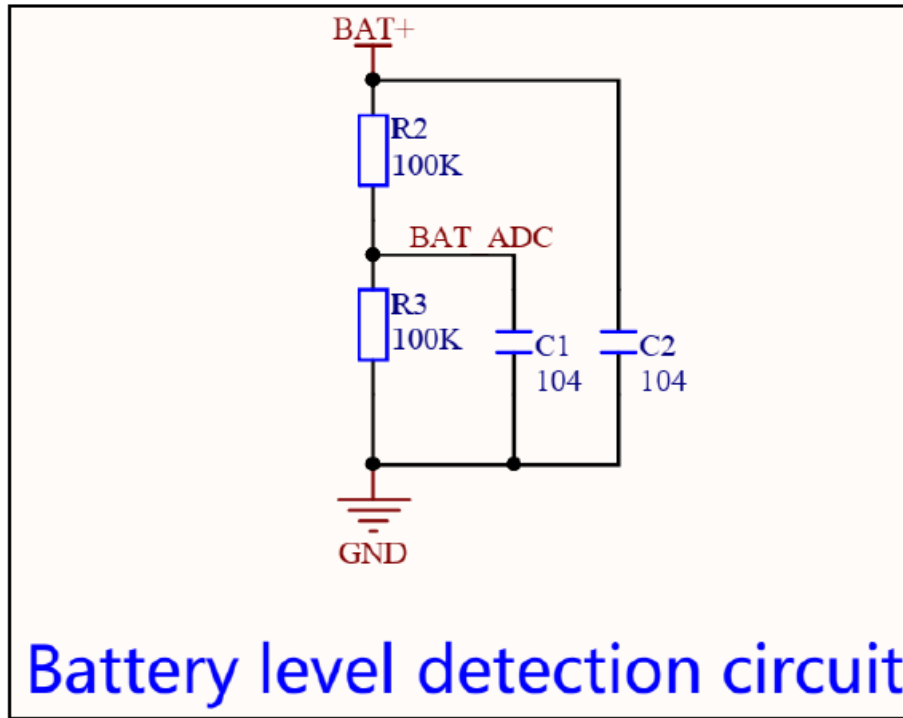 BAT+
R2
100K
BAT_ADC
R3
100K
C1
104
C2
104
GND
Battery level detection circuit